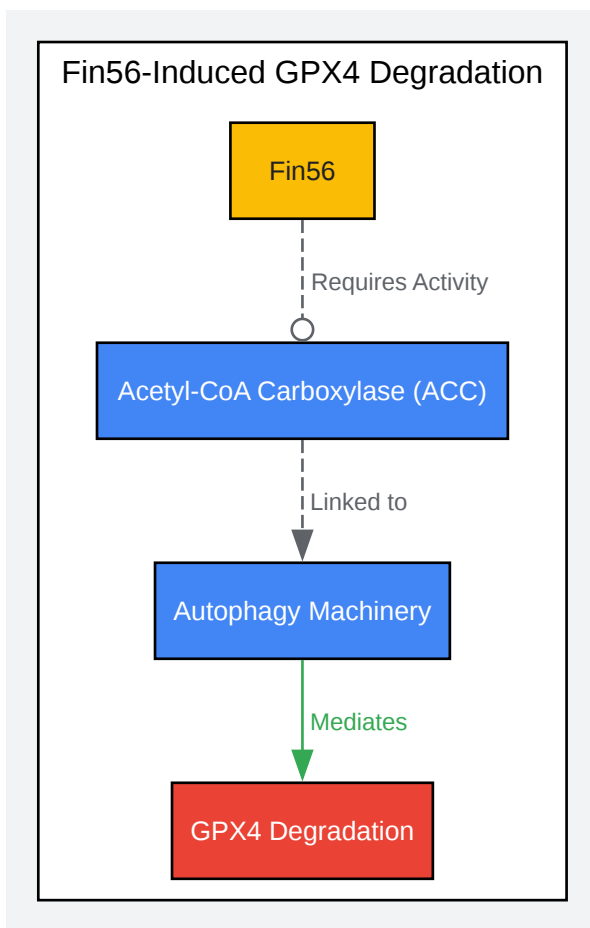 Fin56-Induced GPX4 Degradation
Fin56
Requires Activity
Acetyl-CoA Carboxylase (ACC)
Linked to
Autophagy Machinery
Mediates
GPX4 Degradation